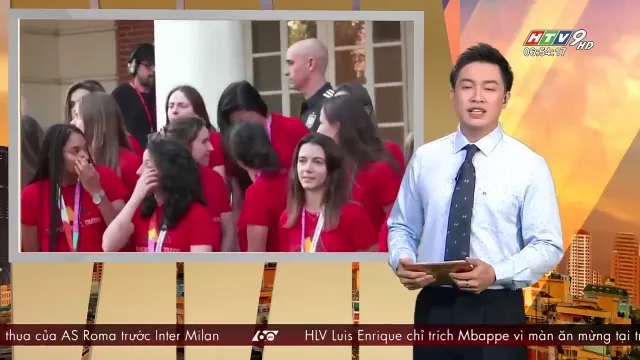 HTV9 HD
06:54:17
thua của AS Roma trước Inter Milan
HLV Luis Enrique chỉ trích Mbappe vì màn ăn mừng tại t